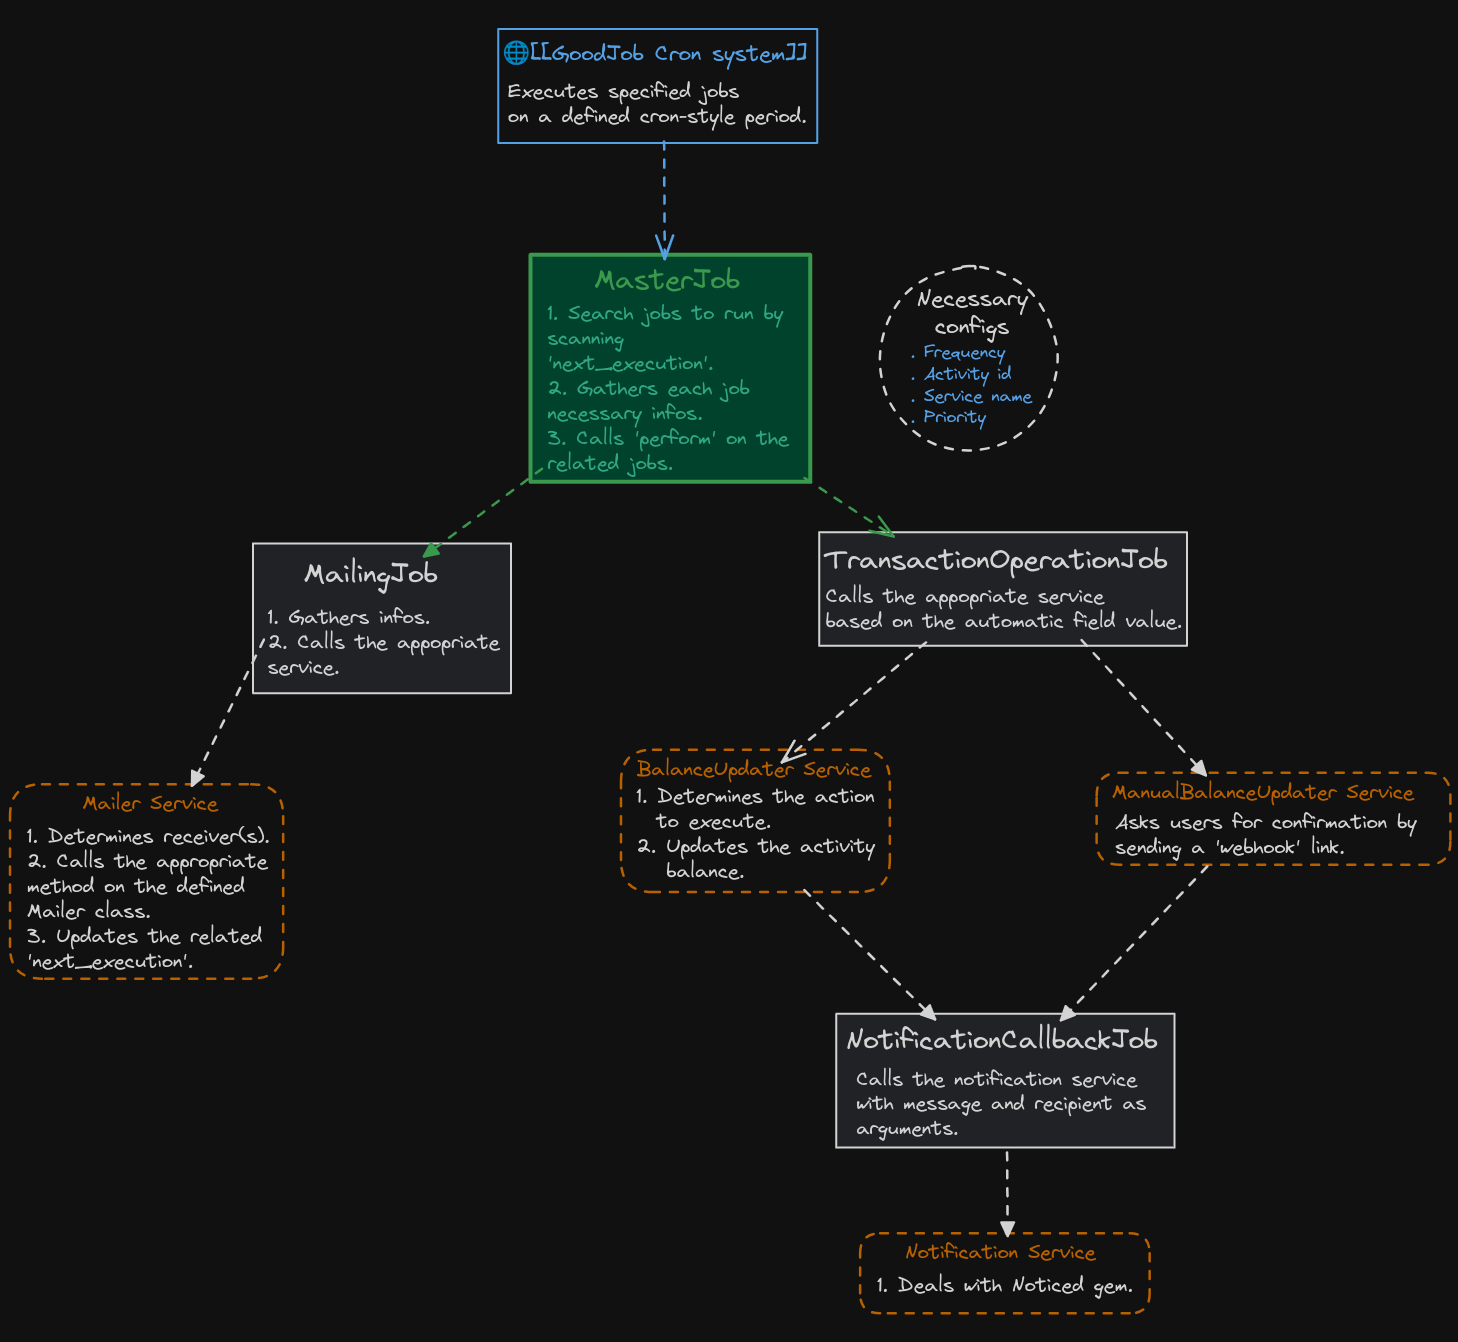 🌐[[GoodJob Cron system]]
Executes specified jobs
on a defined cron-style period.
MasterJob
1. Search jobs to run by
scanning
'next_execution'.
2. Gathers each job
necessary infos.
3. Calls 'perform' on the
related jobs.
Necessary
configs
. Frequency
. Activity id
. Service name
. Priority
MailingJob
1. Gathers infos.
2. Calls the appopriate
service.
TransactionOperationJob
Calls the appopriate service
based on the automatic field value.
Mailer Service
1. Determines receiver(s).
2. Calls the appropriate
method on the defined
Mailer class.
3. Updates the related
'next_execution'.
BalanceUpdater Service
1. Determines the action
to execute.
2. Updates the activity
balance.
ManualBalanceUpdater Service
Asks users for confirmation by
sending a 'webhook' link.
NotificationCallbackJob
Calls the notification service
with message and recipient as
arguments.
Notification Service
1. Deals with Noticed gem.